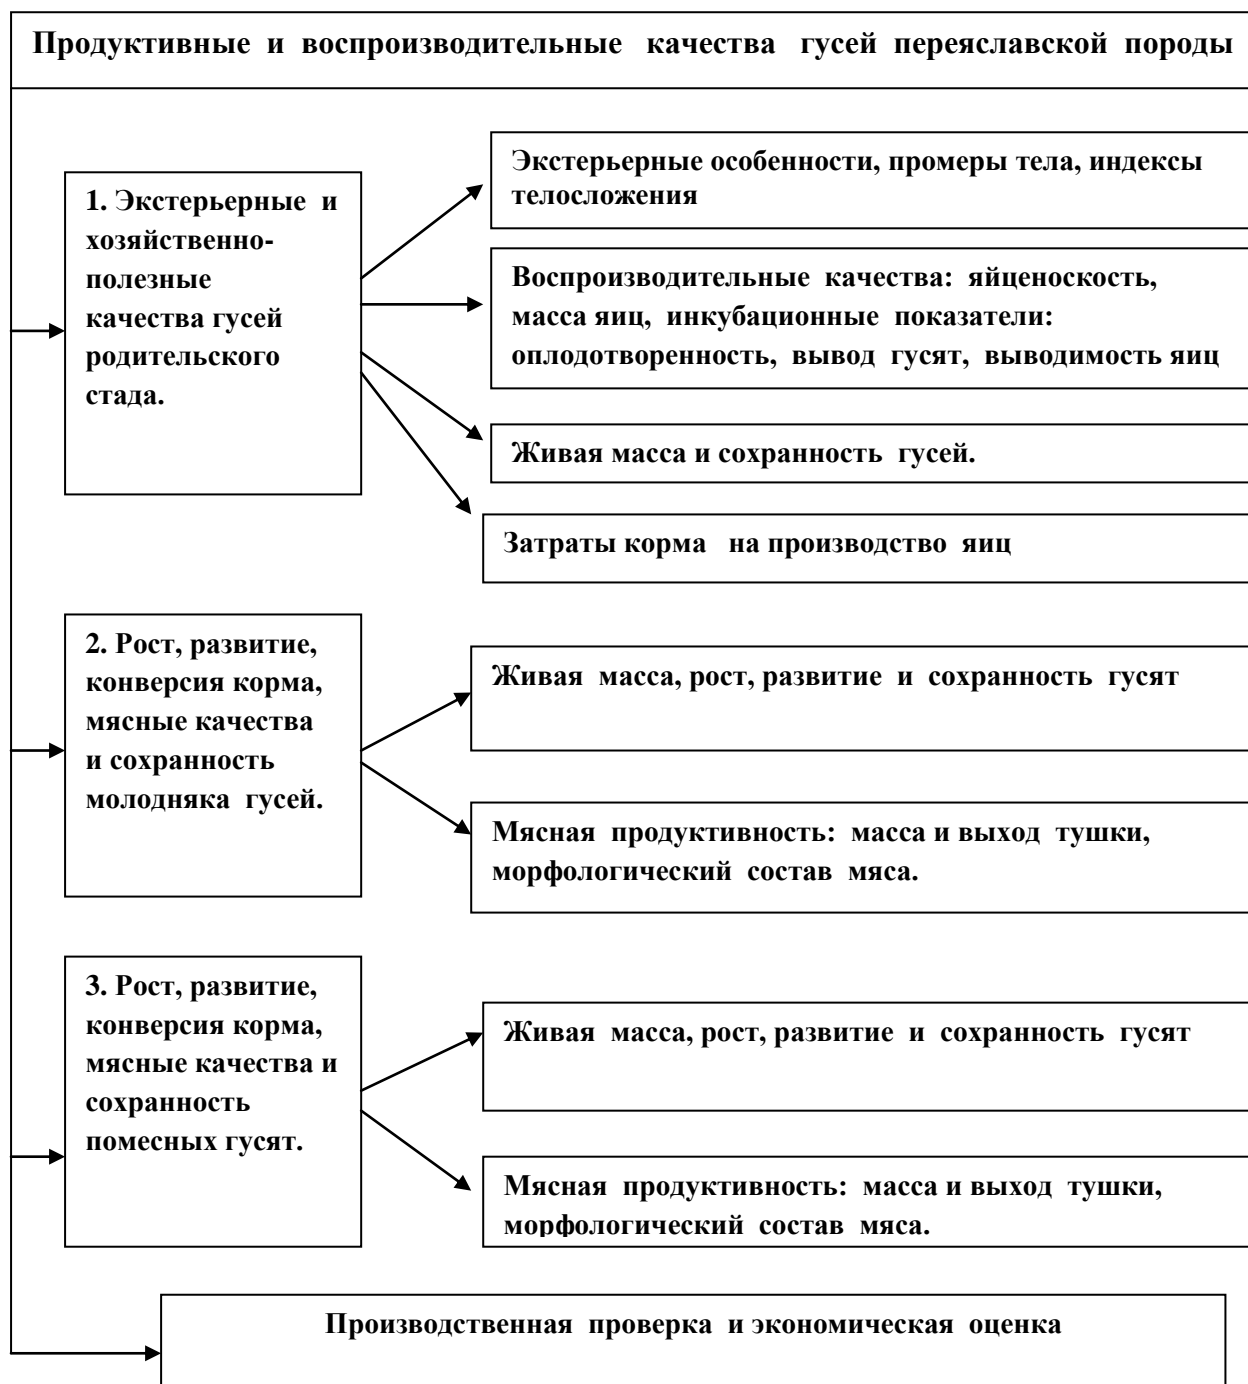 Продуктивные и воспроизводительные качества гусей переяславской породы
1. Экстерьерные и
хозяйственно-
полезные
качества гусей
родительского
стада.
Экстерьерные особенности, промеры тела, индексы
телосложения
Воспроизводительные качества: яйценоскость,
масса яиц, инкубационные показатели:
оплодотворенность, вывод гусят, выводимость яиц
Живая масса и сохранность гусей.
Затраты корма на производство яиц
2. Рост, развитие,
конверсия корма,
мясные качества
и сохранность
молодняка гусей.
Живая масса, рост, развитие и сохранность гусят
Мясная продуктивность: масса и выход тушки,
морфологический состав мяса.
3. Рост, развитие,
конверсия корма,
мясные качества и
сохранность
помесных гусят.
Живая масса, рост, развитие и сохранность гусят
Мясная продуктивность: масса и выход тушки,
морфологический состав мяса.
Производственная проверка и экономическая оценка